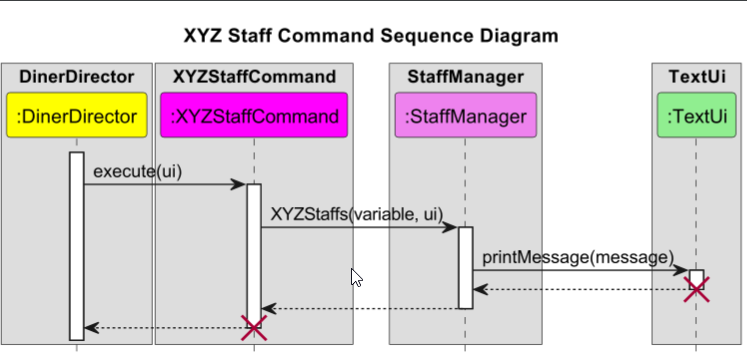 XYZ Staff Command Sequence Diagram
DinerDirector
XYZStaffCommand
StaffManager
TextUi
:DinerDirector
:XYZStaffCommand
:StaffManager
:TextUi
execute(ui)
XYZStaffs(variable, ui)
printMessage(message)